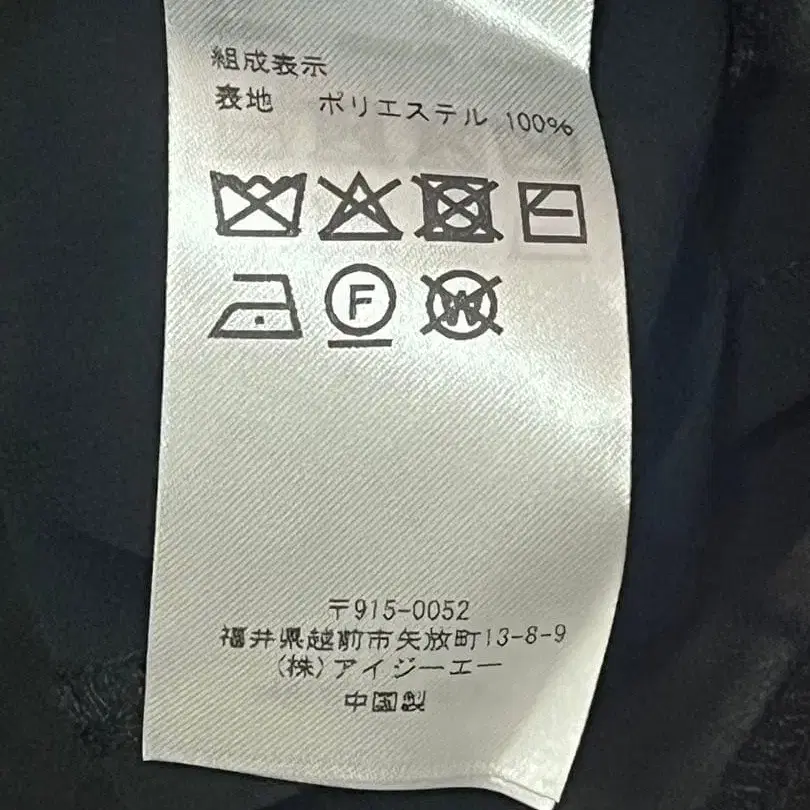 組成表示
表地 ポリエステル 100%
F
W
〒915-0052
福井県越前市矢放町13-8-9
(株)アイジーエー
中国製